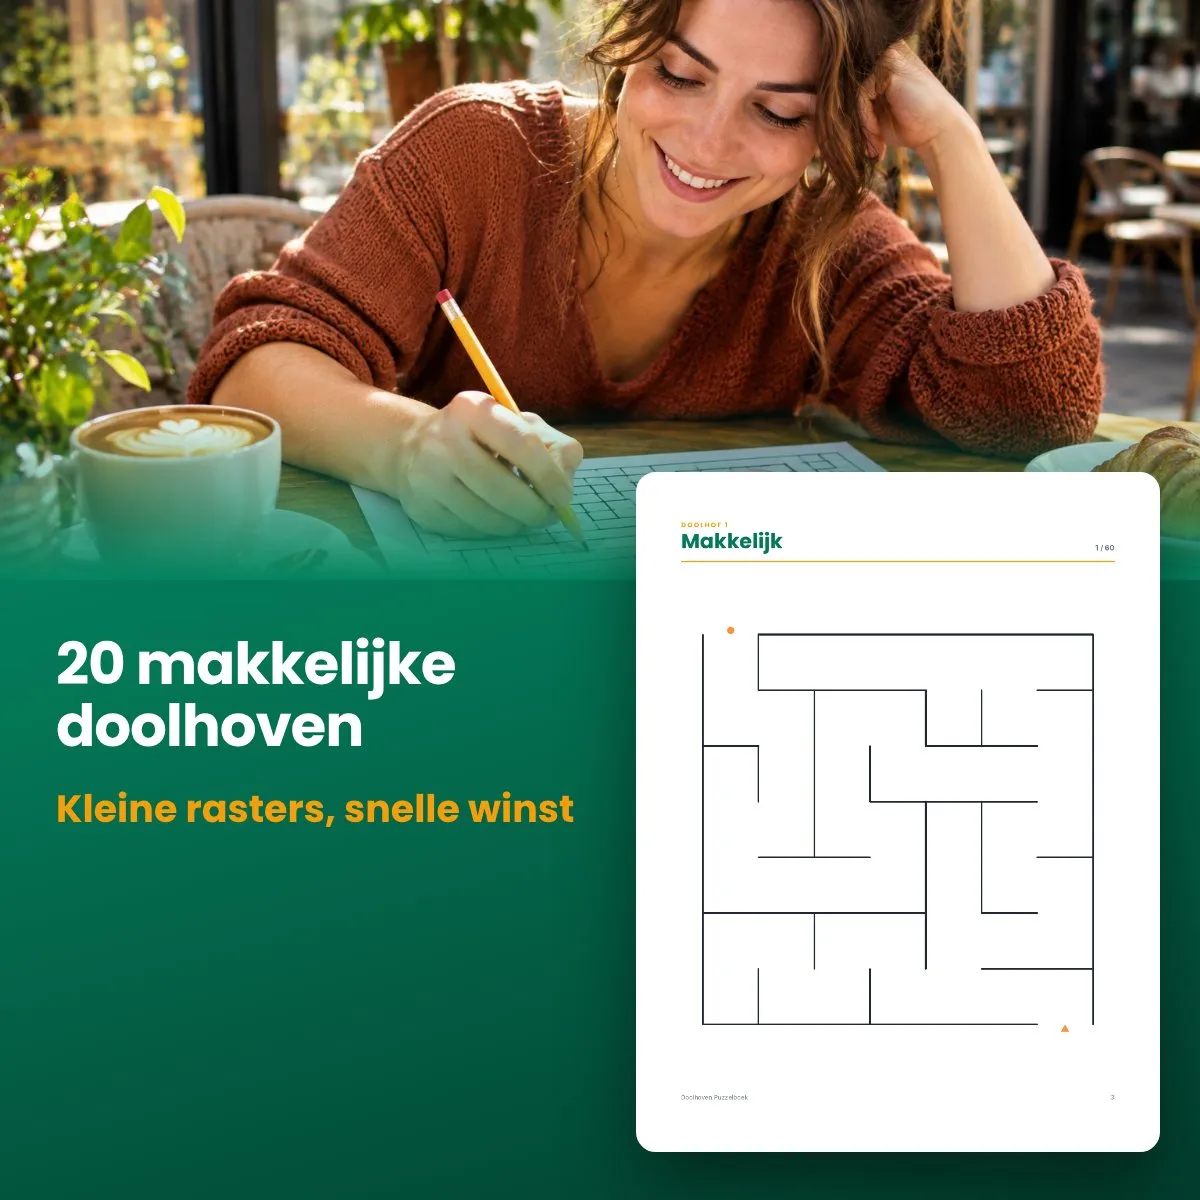 DOOLHOF 1
Makkelijk
1 / 60
20 makkelijke
doolhoven
Kleine rasters, snelle winst
Doolhoven Puzzelboek
3